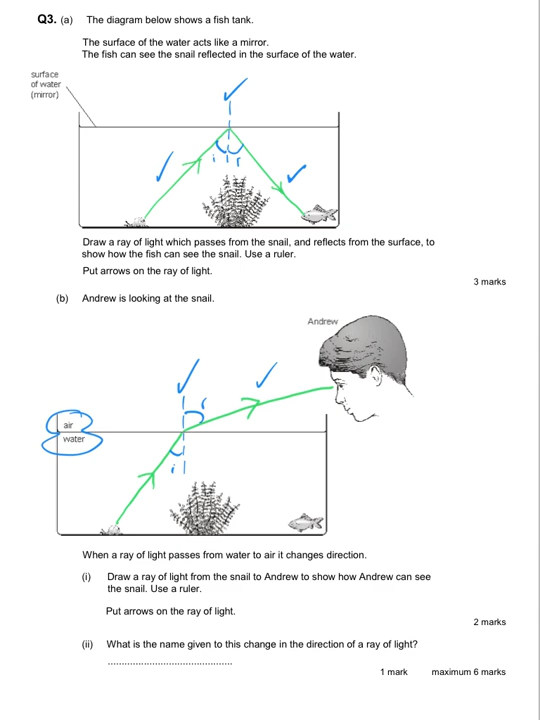 Q3. (a) The diagram below shows a fish tank.
The surface of the water acts like a mirror.
The fish can see the snail reflected in the surface of the water.
surface
of water
(mirror)
i r
Draw a ray of light which passes from the snail, and reflects from the surface, to
show how the fish can see the snail. Use a ruler.
Put arrows on the ray of light.
3 marks
(b) Andrew is looking at the snail.
Andrew
r
air
water
i
When a ray of light passes from water to air it changes direction.
(i) Draw a ray of light from the snail to Andrew to show how Andrew can see
the snail. Use a ruler.
Put arrows on the ray of light.
2 marks
(ii) What is the name given to this change in the direction of a ray of light?
.............................................
1 mark maximum 6 marks